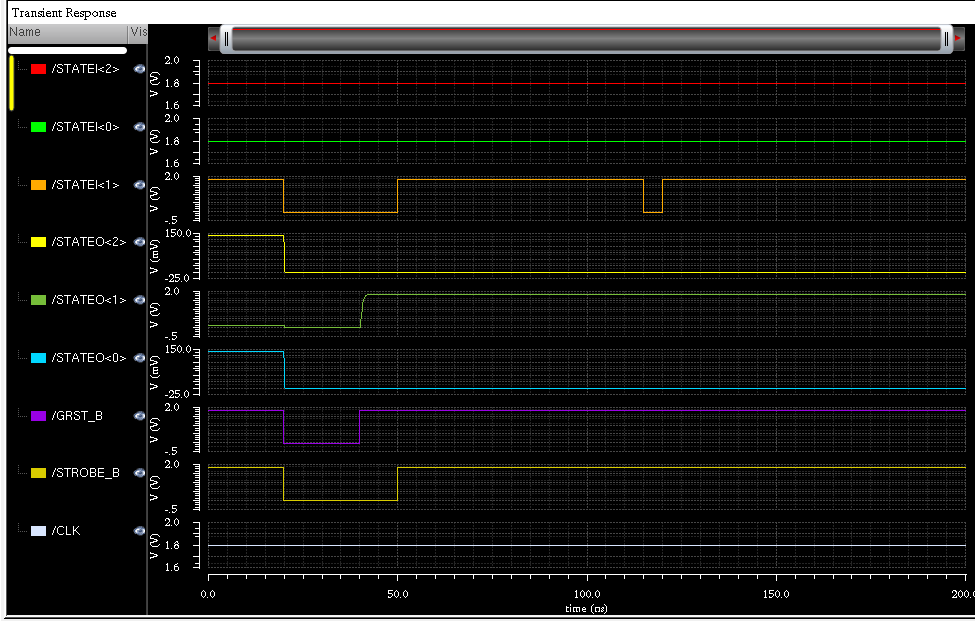 Transient Response
Name Vis
/STATEI<2>
2.0
1.8
1.6
V (V)
/STATEI<0>
2.0
1.8
1.6
V (V)
/STATEI<1>
2.0
-.5
V (V)
/STATEO<2>
150.0
-25.0
V (mV)
/STATEO<1>
2.0
-.5
V (V)
/STATEO<0>
150.0
-25.0
V (mV)
/GRST_B
2.0
-.5
V (V)
/STROBE_B
2.0
-.5
V (V)
/CLK
2.0
1.8
1.6
V (V)
0.0 50.0 100.0 150.0 200.
time (ns)